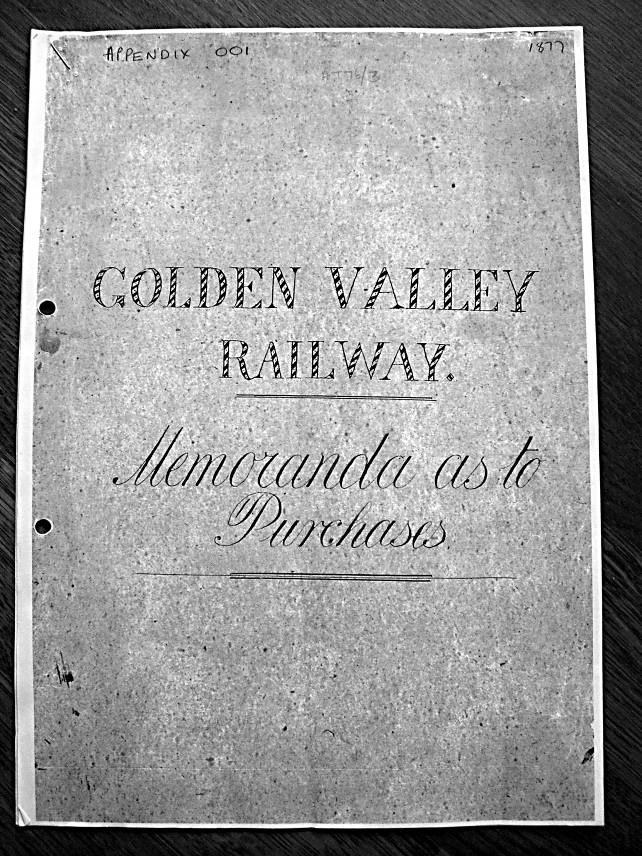 APPENDIX 001
1877
GOLDEN VALLEY
RAILWAY.
Memoranda as to
Purchases